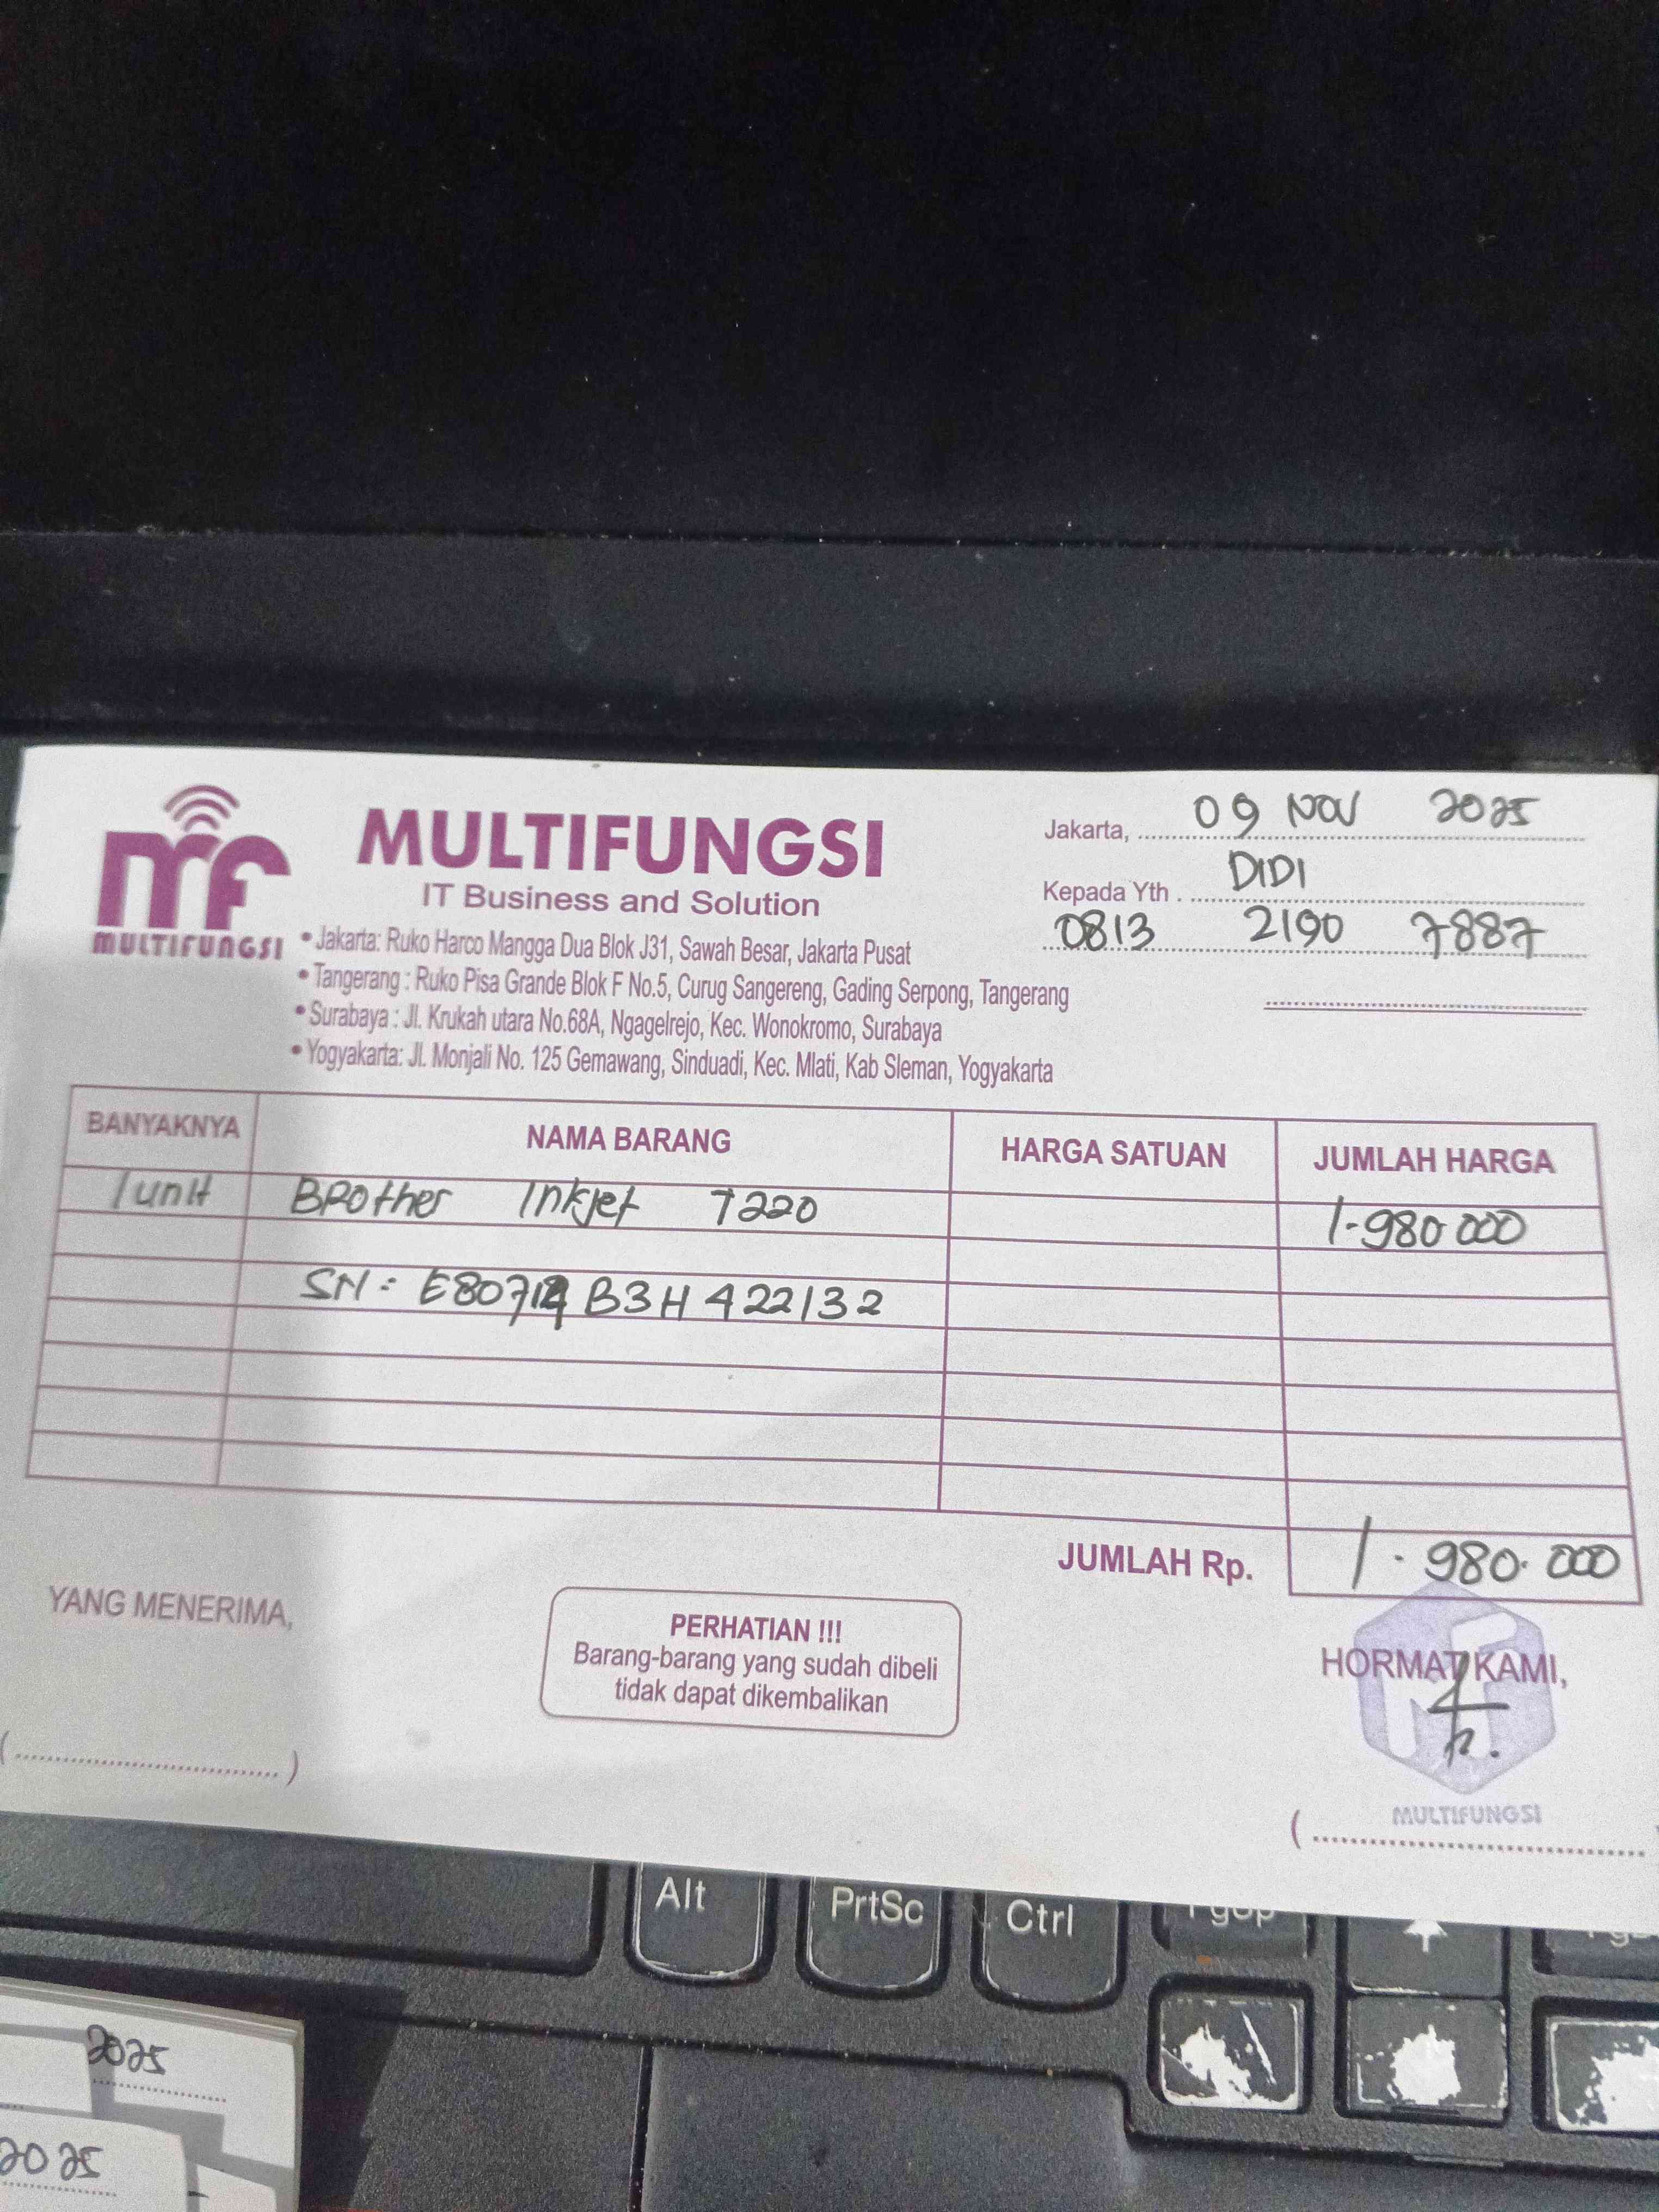 mf
MULTIFUNGSI
MULTIFUNGSI
IT Business and Solution
• Jakarta: Ruko Harco Mangga Dua Blok J31, Sawah Besar, Jakarta Pusat
• Tangerang : Ruko Pisa Grande Blok F No.5, Curug Sangereng, Gading Serpong, Tangerang
• Surabaya : Jl. Krukah utara No.68A, Ngagelrejo, Kec. Wonokromo, Surabaya
• Yogyakarta: Jl. Monjali No. 125 Gemawang, Sinduadi, Kec. Mlati, Kab Sleman, Yogyakarta
Jakarta, 09 NOV 2025
Kepada Yth . DIDI
0813 2190 7887
BANYAKNYA NAMA BARANG HARGA SATUAN JUMLAH HARGA
1 unit Brother Inkjet T220 1.980 000
SN :
JUMLAH Rp. 1.980.000
YANG MENERIMA,
PERHATIAN !!!
Barang-barang yang sudah dibeli
tidak dapat dikembalikan
HORMAT KAMI,
MULTIFUNGSI
Alt PrtSc Ctrl PgUp
2025
2025